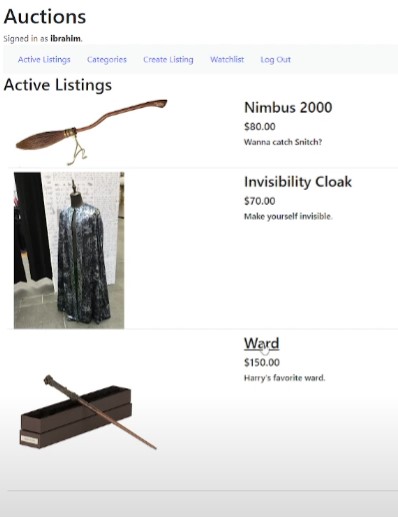 Auctions
Signed in as ibrahim.
Active Listings Categories Create Listing Watchlist Log Out
Active Listings
Nimbus 2000
$80.00
Wanna catch Snitch?
Invisibility Cloak
$70.00
Make yourself invisible.
Ward
$150.00
Harry's favorite ward.